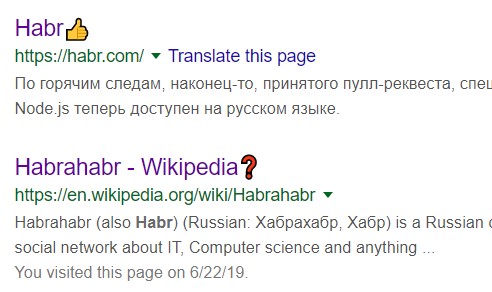 Habr👍
https://habr.com/ ▼ Translate this page
По горячим следам, наконец-то, принятого пулл-реквеста,
Node.js теперь доступен на русском языке.
Habrahabr - Wikipedia❓
https://en.wikipedia.org/wiki/Habrahabr ▼
Habrahabr (also Habr) (Russian: Хабрахабр, Хабр) is a Russian
social network about IT, Computer science and anything ...
You visited this page on 6/22/19.